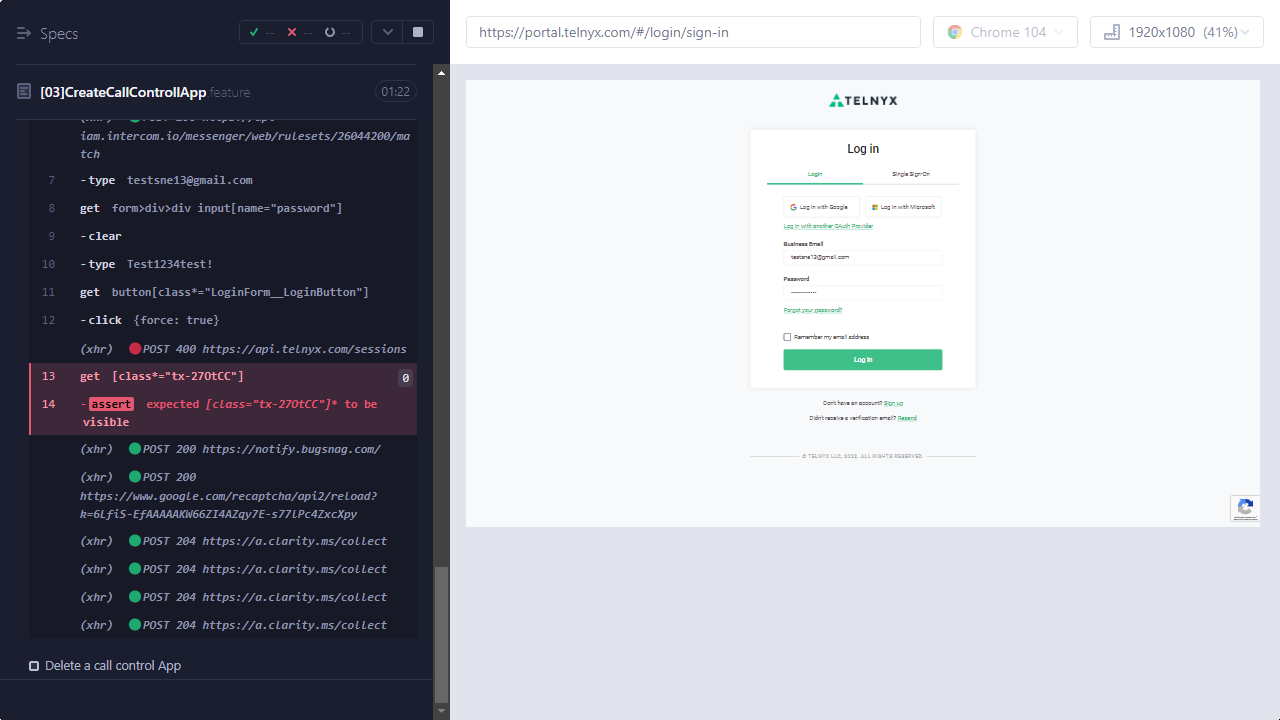 Specs
-- -- --
[03]CreateCallControllApp feature 01:22
iam.intercom.io/messenger/web/rulesets/26044200/ma
tch
7 -type testsne13@gmail.com
8 get form>div>div input[name="password"]
9 -clear
10 -type Test1234test!
11 get button[class*="LoginForm__LoginButton"]
12 -click {force: true}
(xhr) POST 400 https://api.telnyx.com/sessions
13 get [class*="tx-27OtCC"] 0
14 -assert expected [class="tx-27OtCC"]* to be
visible
(xhr) POST 200 https://notify.bugsnag.com/
(xhr) POST 200
https://www.google.com/recaptcha/api2/reload?
k=6LfiS-EfAAAAAKW66ZI4AZqy7E-s77lPc4ZxcXpy
(xhr) POST 204 https://a.clarity.ms/collect
(xhr) POST 204 https://a.clarity.ms/collect
(xhr) POST 204 https://a.clarity.ms/collect
(xhr) POST 204 https://a.clarity.ms/collect
Delete a call control App
https://portal.telnyx.com/#/login/sign-in
Chrome 104
1920x1080 (41%)
TELNYX
Log in
Login Single Sign-On
Log in with Google Log in with Microsoft
Log in with another OAuth Provider
Business Email
testsne13@gmail.com
Password
Forgot your password?
Remember my email address
Log in
Don't have an account? Sign up
Didn't receive a verification email? Resend
© TELNYX LLC, 2022. ALL RIGHTS RESERVED.